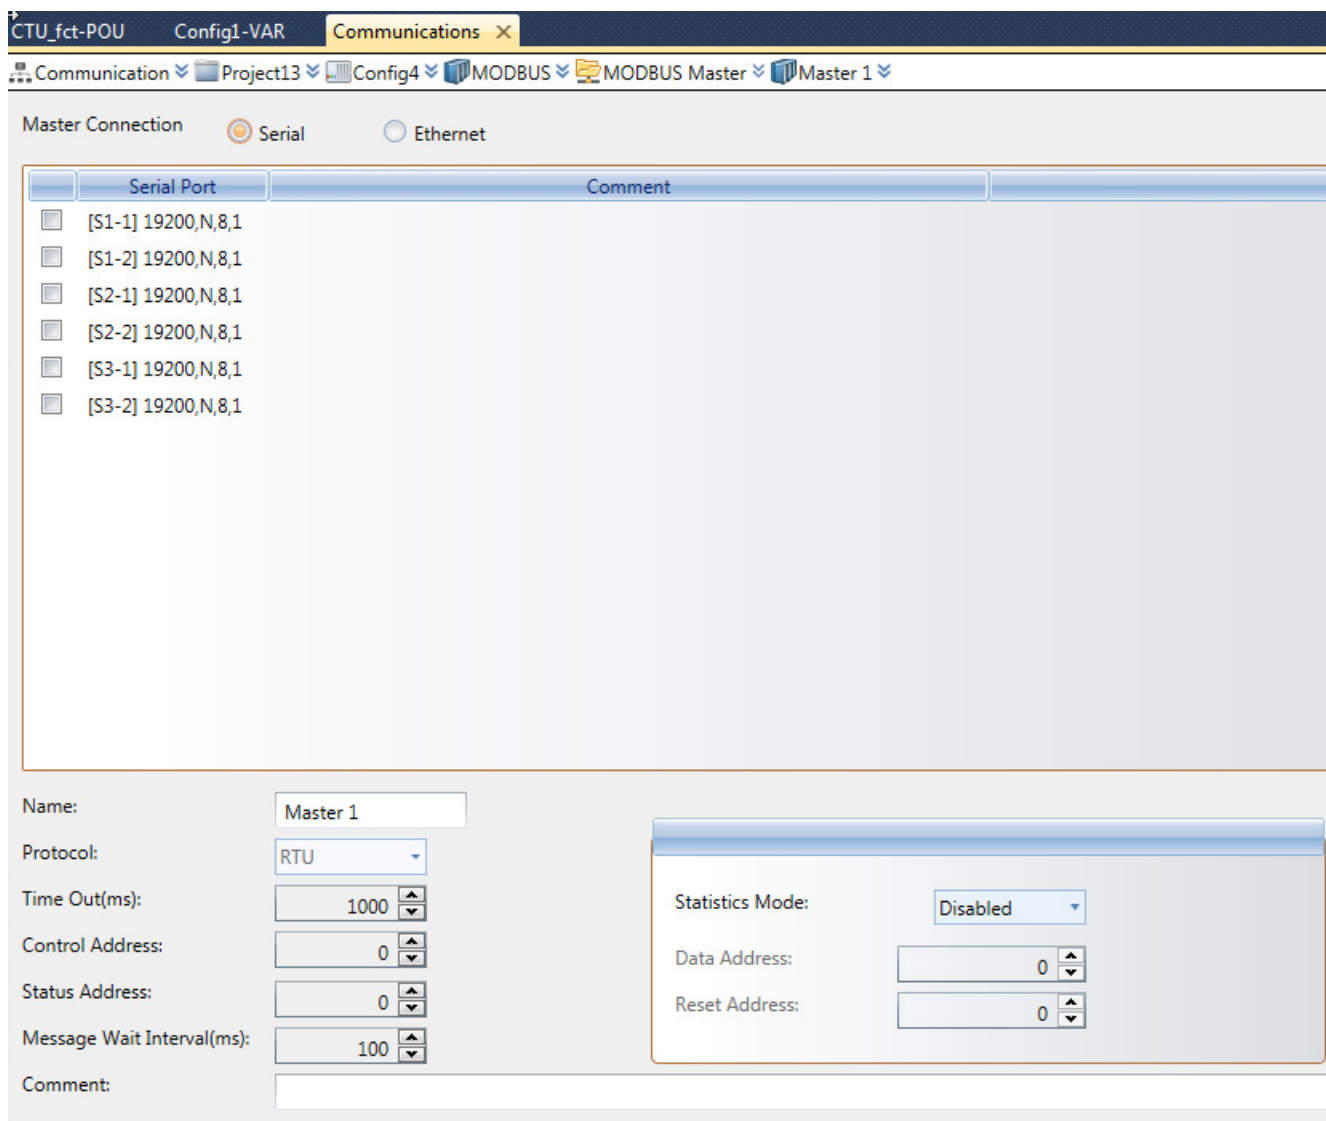 CTU_fct-POU Config1-VAR Communications
Communication Project13 Config4 MODBUS MODBUS Master Master 1
Master Connection Serial Ethernet
Serial Port Comment
[S1-1] 19200,N,8,1
[S1-2] 19200,N,8,1
[S2-1] 19200,N,8,1
[S2-2] 19200,N,8,1
[S3-1] 19200,N,8,1
[S3-2] 19200,N,8,1
Name: Master 1
Protocol: RTU
Time Out(ms): 1000 Statistics Mode: Disabled
Control Address: 0 Data Address: 0
Status Address: 0 Reset Address: 0
Message Wait Interval(ms): 100
Comment: